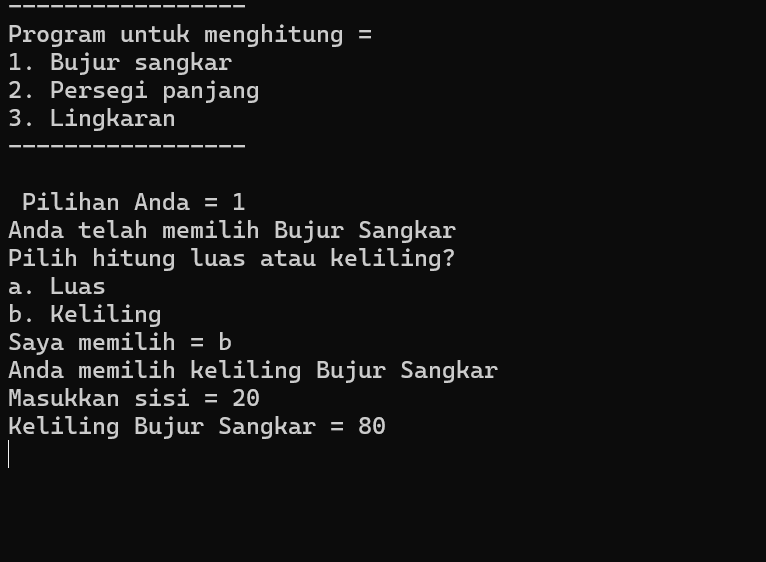 -----------------
Program untuk menghitung =
1. Bujur sangkar
2. Persegi panjang
3. Lingkaran
-----------------
Pilihan Anda = 1
Anda telah memilih Bujur Sangkar
Pilih hitung luas atau keliling?
a. Luas
b. Keliling
Saya memilih = b
Anda memilih keliling Bujur Sangkar
Masukkan sisi = 20
Keliling Bujur Sangkar = 80